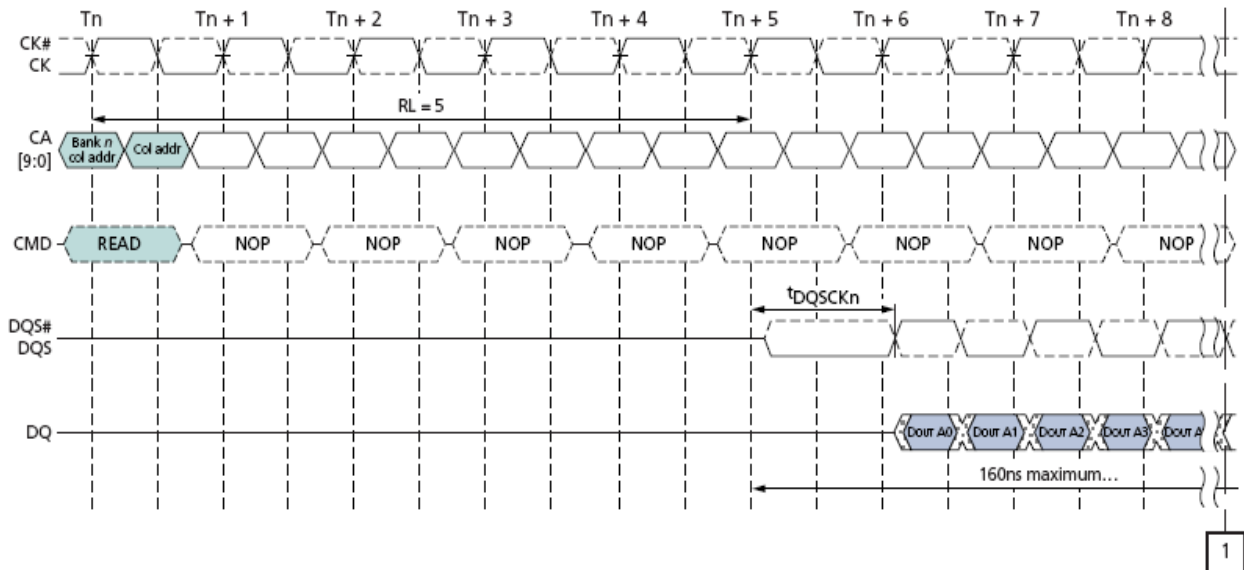 Tn Tn + 1 Tn + 2 Tn + 3 Tn + 4 Tn + 5 Tn + 6 Tn + 7 Tn + 8
CK#
CK
RL = 5
CA
[9:0]
Bank n
col addr
Col addr
CMD READ NOP NOP NOP NOP NOP NOP NOP NOP
tDQSCKn
DQS#
DQS
DQ DOUT A0 DOUT A1 DOUT A2 DOUT A3 DOUT A
160ns maximum...
1